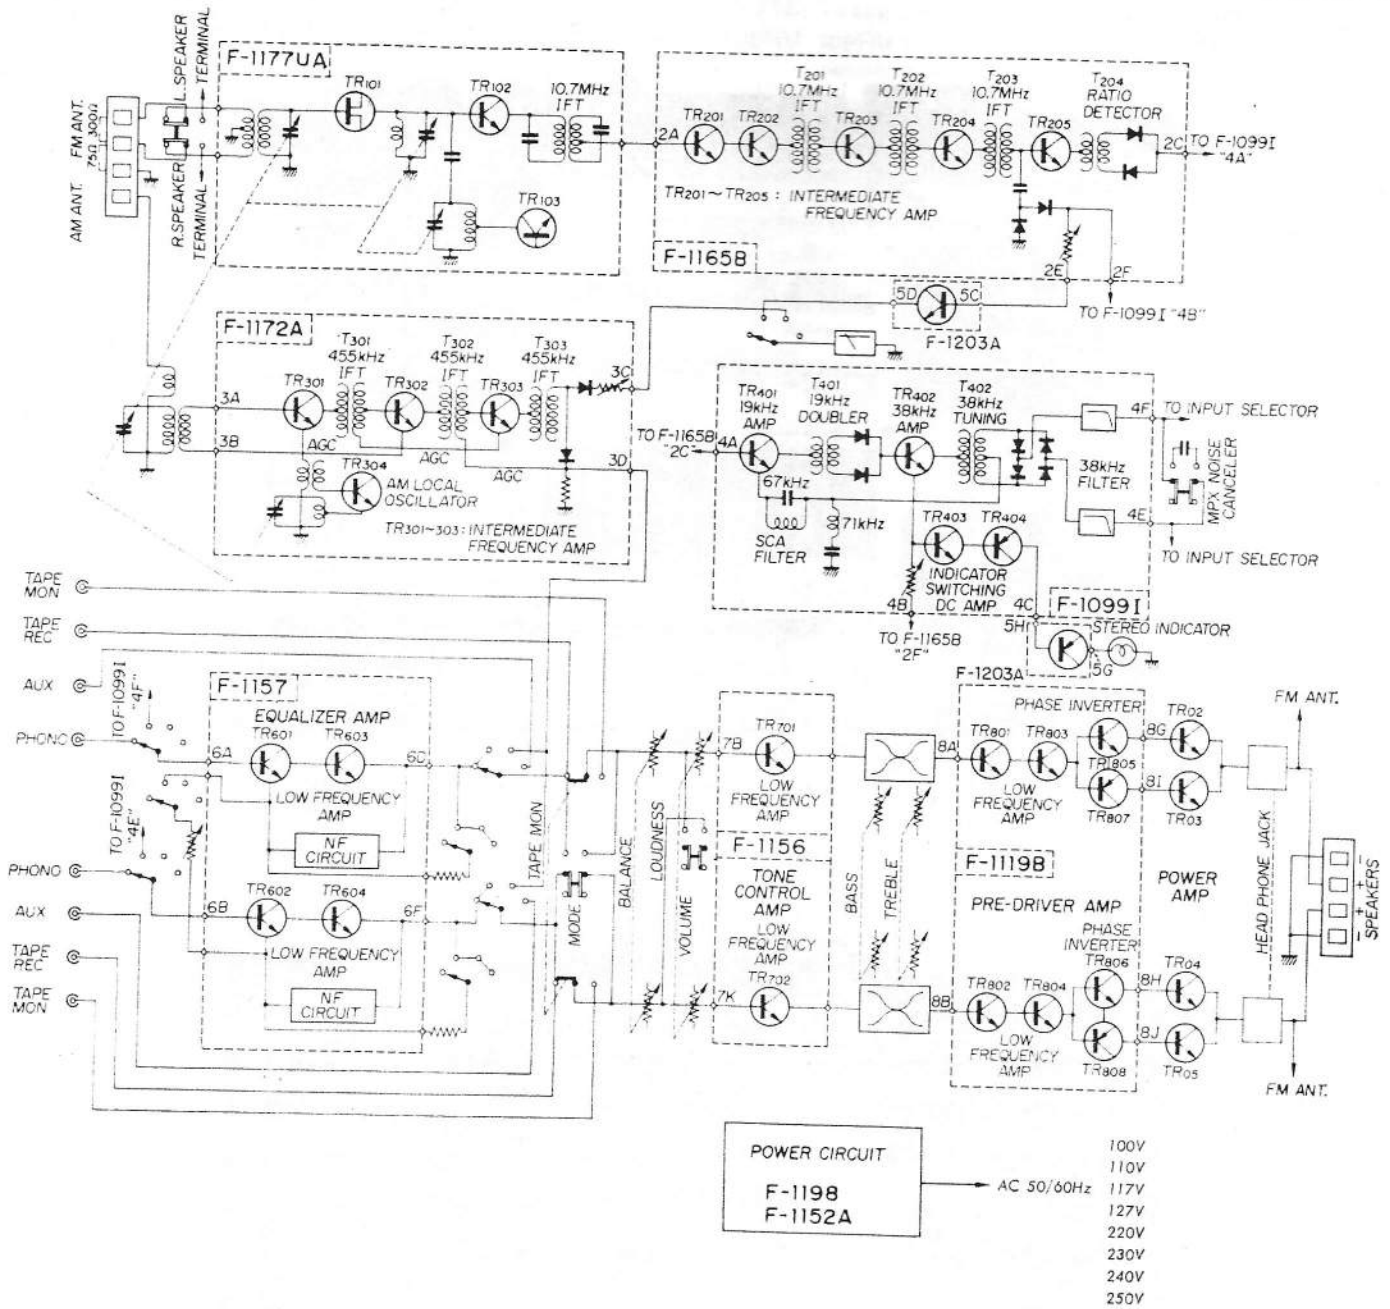 L. SPEAKER
TERMINAL
FM ANT.
75Ω 300Ω
AM ANT.
R.SPEAKER
TERMINAL
F-1177UA
TR101
TR102
10.7MHz
IFT
TR103
T201
10.7MHz
IFT
T202
10.7MHz
IFT
T203
10.7MHz
IFT
T204
RATIO
DETECTOR
2A
TR201
TR202
TR203
TR204
TR205
2C
TO F-1099I
"4A"
TR201~TR205 : INTERMEDIATE
FREQUENCY AMP
F-1165B
2E
2F
TO F-1099I "4B"
5D
5C
F-1203A
F-1172A
T301
455kHz
IFT
T302
455kHz
IFT
T303
455kHz
IFT
3A
TR301
TR302
TR303
3C
3B
AGC
AGC
AGC
3D
TR304
AM LOCAL
OSCILLATOR
TR301~303 : INTERMEDIATE
FREQUENCY AMP
TO F-1165B
"2C"
4A
TR401
19kHz
AMP
T401
19kHz
DOUBLER
TR402
38kHz
AMP
T402
38kHz
TUNING
4F
TO INPUT SELECTOR
38kHz
FILTER
MPX NOISE
CANCELER
4E
TO INPUT SELECTOR
67kHz
SCA
FILTER
71kHz
TR403
TR404
INDICATOR
SWITCHING
DC AMP
4B
4C
F-1099I
TO F-1165B
"2F"
5H
STEREO INDICATOR
5G
F-1203A
TAPE
MON
TAPE
REC
AUX
PHONO
TO F-1099I
"4F"
TO F-1099I
"4E"
PHONO
AUX
TAPE
REC
TAPE
MON
F-1157
EQUALIZER AMP
6A
TR601
TR603
6D
LOW FREQUENCY
AMP
NF
CIRCUIT
TR602
TR604
6B
6F
LOW FREQUENCY
AMP
NF
CIRCUIT
TAPE MON
MODE
BALANCE
LOUDNESS
VOLUME
7B
TR701
LOW
FREQUENCY
AMP
F-1156
TONE
CONTROL
AMP
LOW
FREQUENCY
AMP
TR702
7K
BASS
TREBLE
8A
8B
TR801
TR803
PHASE INVERTER
TR805
TR807
LOW
FREQUENCY
AMP
F-1119B
PRE-DRIVER AMP
PHASE
INVERTER
TR806
TR802
TR804
LOW
FREQUENCY
AMP
TR808
8G
8I
8H
8J
TR02
TR03
POWER
AMP
TR04
TR05
FM ANT.
HEAD PHONE JACK
- + + -
SPEAKERS
FM ANT.
POWER CIRCUIT
F-1198
F-1152A
AC 50/60Hz
100V
110V
117V
127V
220V
230V
240V
250V